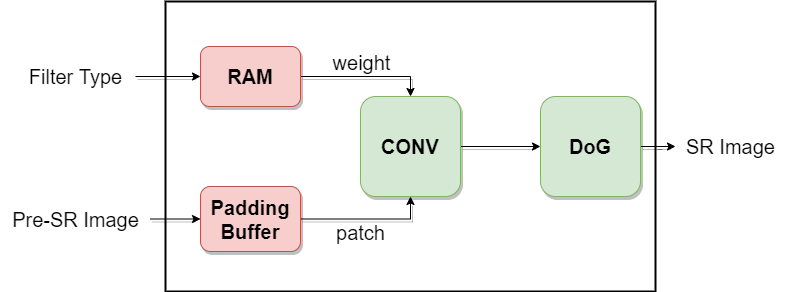 Filter Type
RAM
weight
CONV
DoG
SR Image
Pre-SR Image
Padding
Buffer
patch